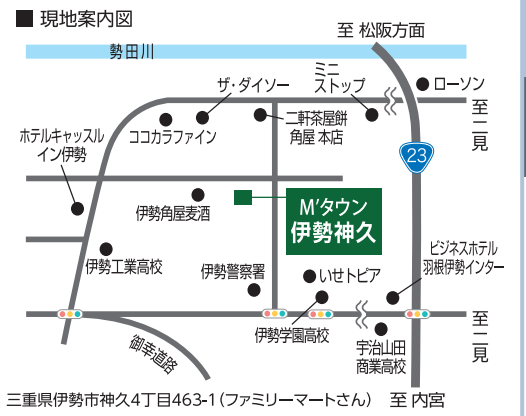 ■ 現地案内図
至 松阪方面
勢田川
ミニ
ストップ
ザ・ダイソー
ローソン
至二見
ホテルキャッスル
イン伊勢
ココカラファイン
二軒茶屋餅
角屋 本店
23
伊勢角屋麦酒
M’タウン
伊勢神久
ビジネスホテル
羽根伊勢インター
伊勢工業高校
伊勢警察署
いせトピア
伊勢学園高校
至二見
御幸道路
宇治山田
商業高校
三重県伊勢市神久4丁目463-1(ファミリーマートさん)
至 内宮